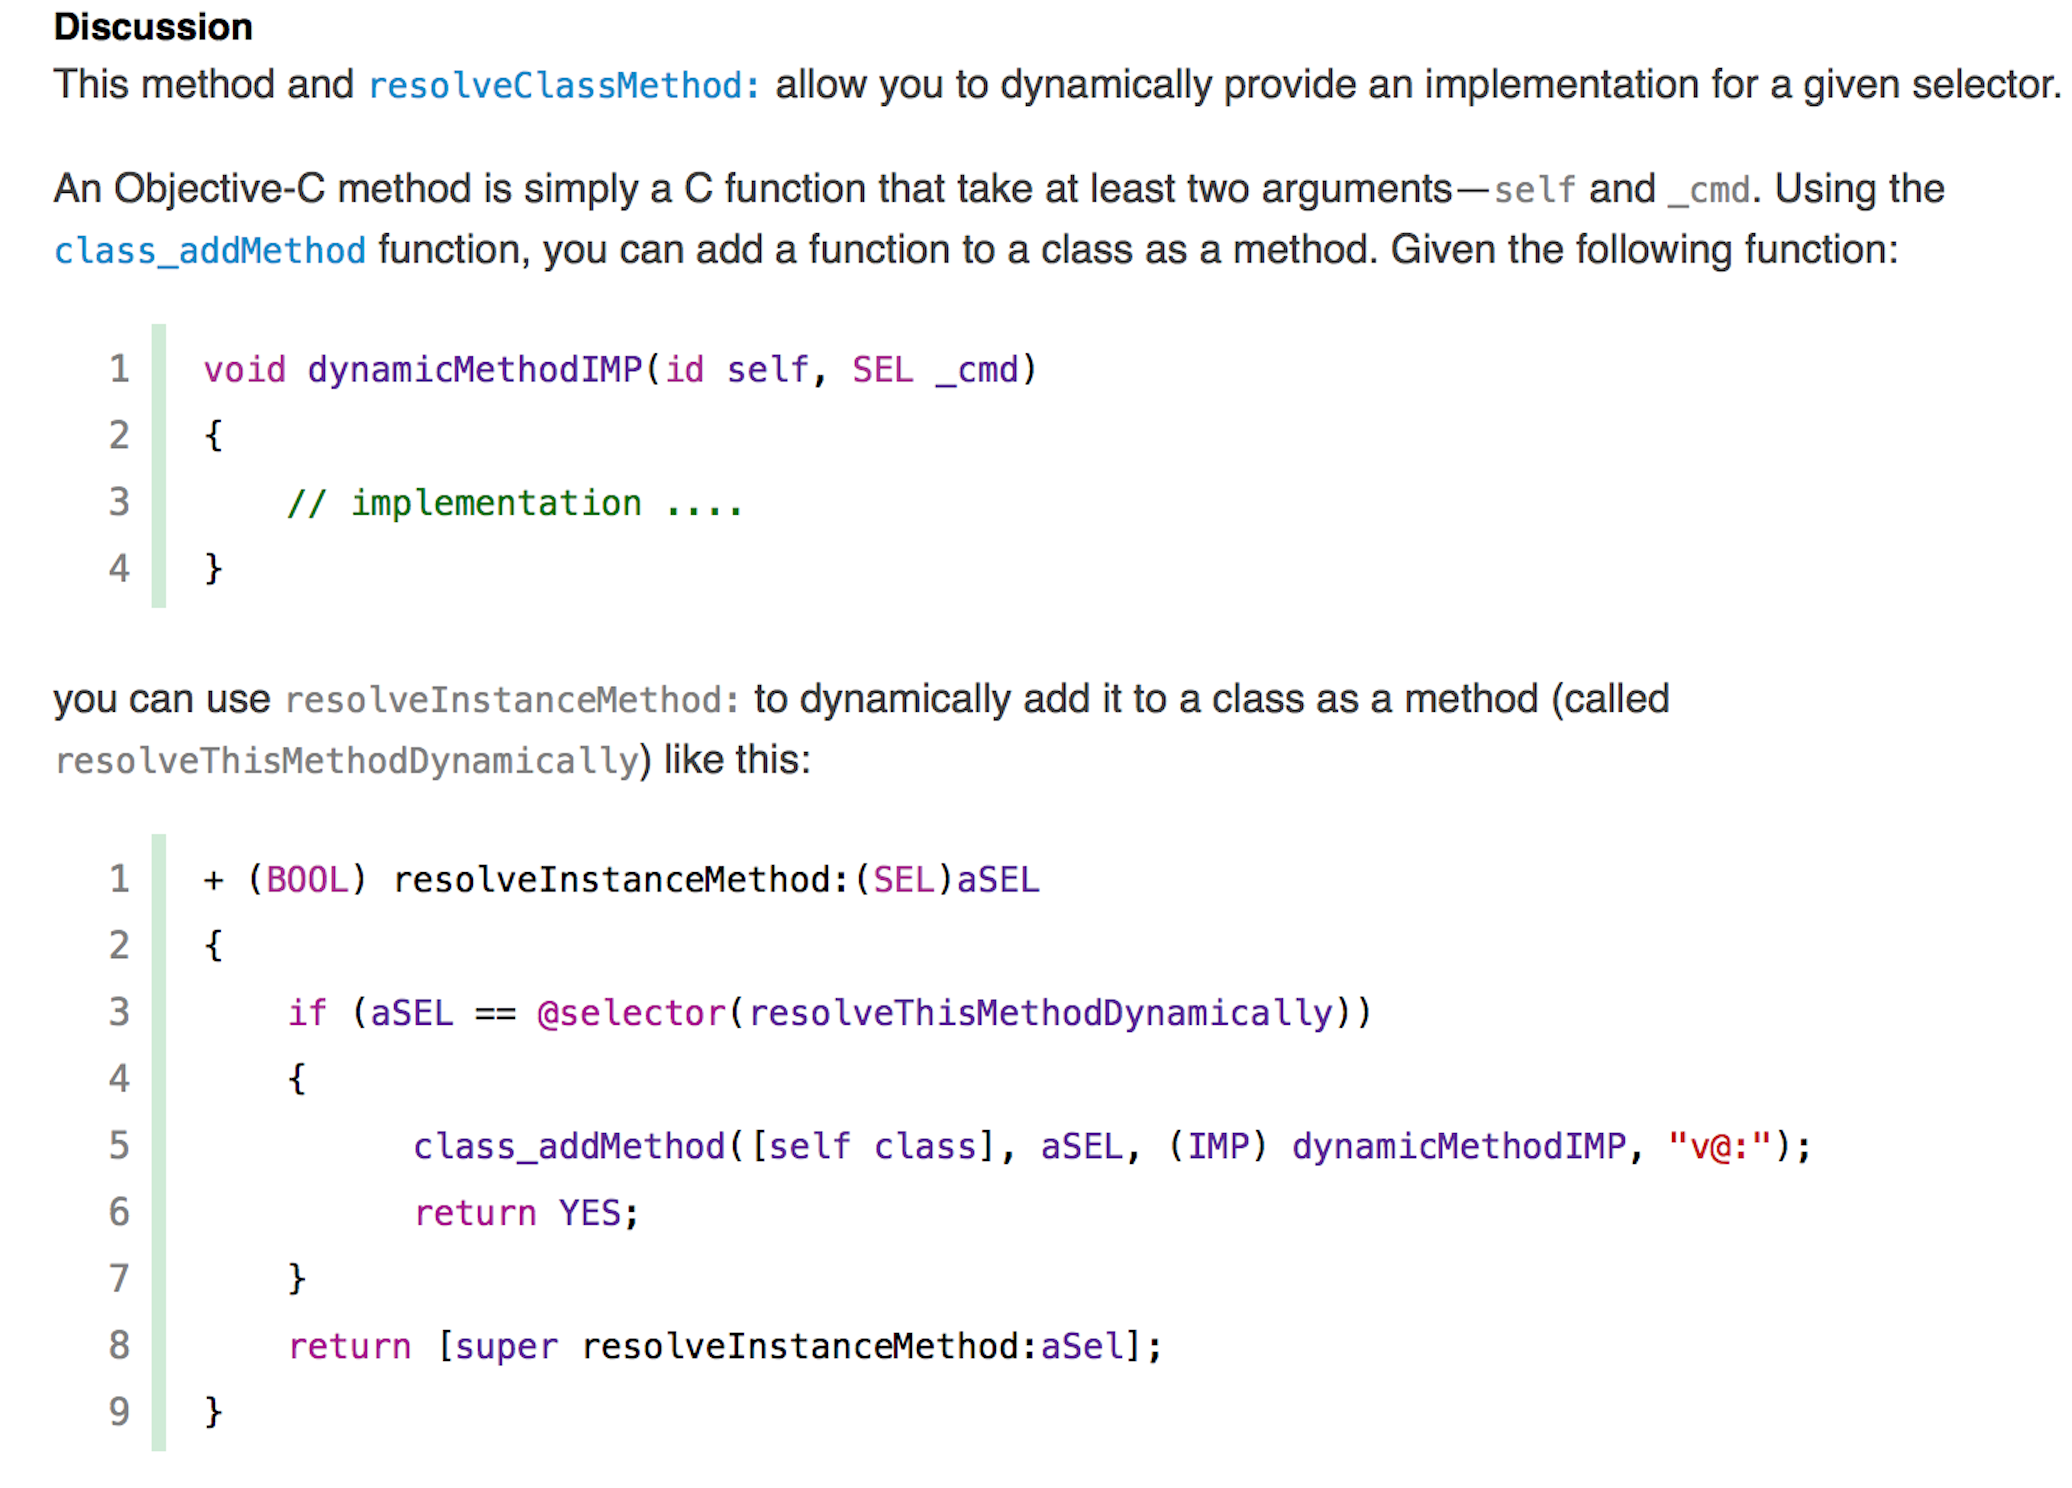 Discussion
This method and resolveClassMethod: allow you to dynamically provide an implementation for a given selector.
An Objective-C method is simply a C function that take at least two arguments—self and _cmd. Using the
class_addMethod function, you can add a function to a class as a method. Given the following function:
1 void dynamicMethodIMP(id self, SEL _cmd)
2 {
3     // implementation ....
4 }
you can use resolveInstanceMethod: to dynamically add it to a class as a method (called
resolveThisMethodDynamically) like this:
1 + (BOOL) resolveInstanceMethod:(SEL)aSEL
2 {
3     if (aSEL == @selector(resolveThisMethodDynamically))
4     {
5           class_addMethod([self class], aSEL, (IMP) dynamicMethodIMP, "v@:");
6           return YES;
7     }
8     return [super resolveInstanceMethod:aSel];
9 }